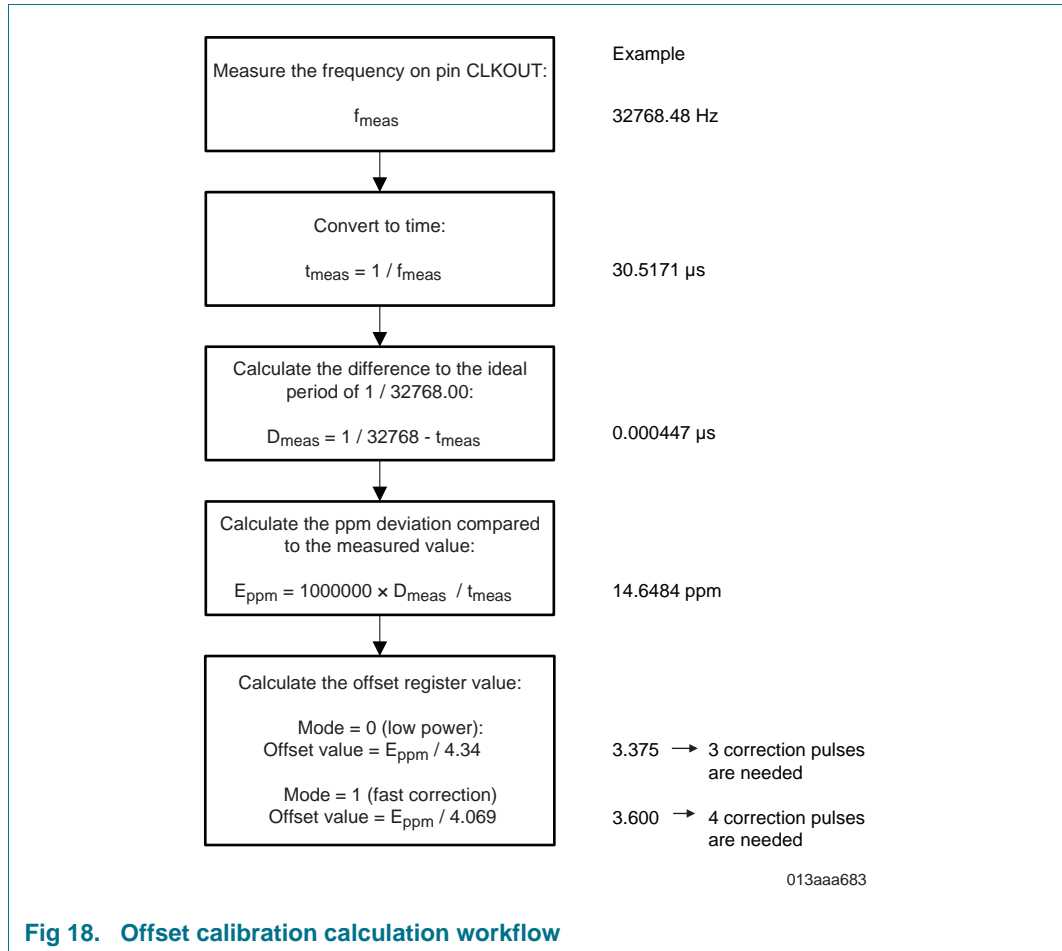 Example
Measure the frequency on pin CLKOUT:
fmeas
32768.48 Hz
Convert to time:
tmeas = 1 / fmeas
30.5171 µs
Calculate the difference to the ideal
period of 1 / 32768.00:
Dmeas = 1 / 32768 - tmeas
0.000447 µs
Calculate the ppm deviation compared
to the measured value:
Eppm = 1000000 × Dmeas / tmeas
14.6484 ppm
Calculate the offset register value:
Mode = 0 (low power):
Offset value = Eppm / 4.34
3.375 → 3 correction pulses
are needed
Mode = 1 (fast correction)
Offset value = Eppm / 4.069
3.600 → 4 correction pulses
are needed
013aaa683
Fig 18. Offset calibration calculation workflow